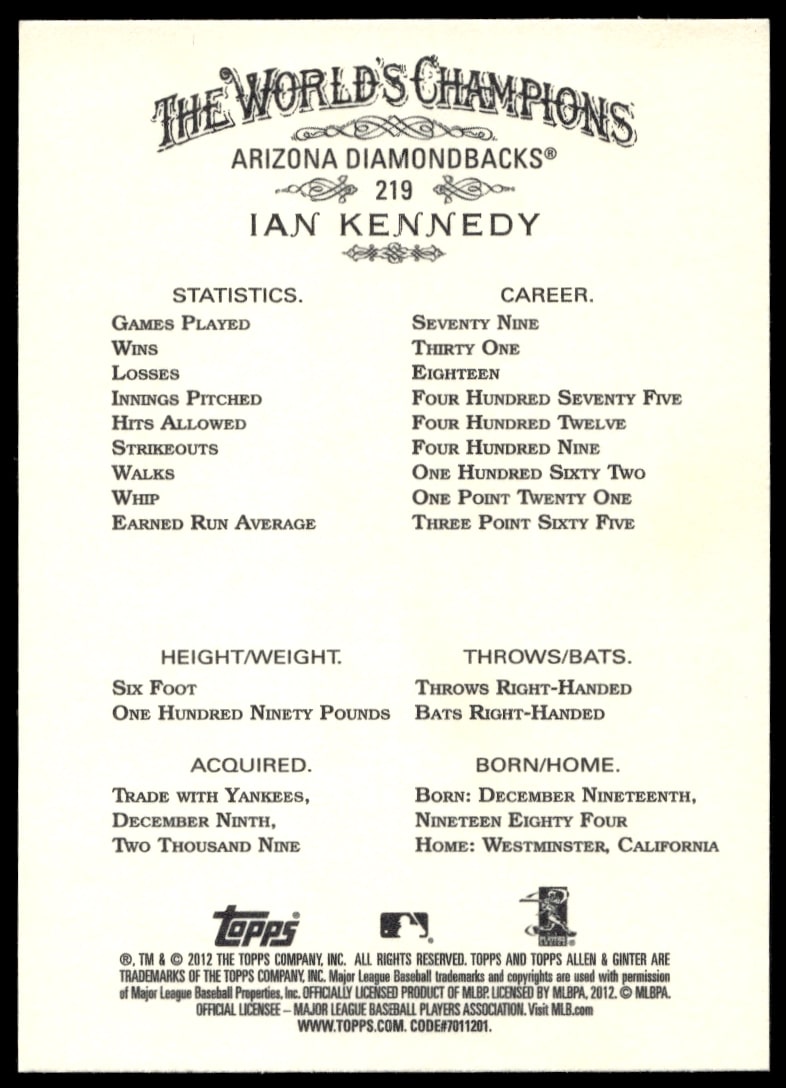 THE WORLD'S CHAMPIONS
ARIZONA DIAMONDBACKS®
219
IAN KENNEDY
STATISTICS.
GAMES PLAYED
WINS
LOSSES
INNINGS PITCHED
HITS ALLOWED
STRIKEOUTS
WALKS
WHIP
EARNED RUN AVERAGE
CAREER.
SEVENTY NINE
THIRTY ONE
EIGHTEEN
FOUR HUNDRED SEVENTY FIVE
FOUR HUNDRED TWELVE
FOUR HUNDRED NINE
ONE HUNDRED SIXTY TWO
ONE POINT TWENTY ONE
THREE POINT SIXTY FIVE
HEIGHT/WEIGHT.
SIX FOOT
ONE HUNDRED NINETY POUNDS
THROWS/BATS.
THROWS RIGHT-HANDED
BATS RIGHT-HANDED
ACQUIRED.
TRADE WITH YANKEES,
DECEMBER NINTH,
TWO THOUSAND NINE
BORN/HOME.
BORN: DECEMBER NINETEENTH,
NINETEEN EIGHTY FOUR
HOME: WESTMINSTER, CALIFORNIA
topps®
®, TM & © 2012 THE TOPPS COMPANY, INC. ALL RIGHTS RESERVED. TOPPS AND TOPPS ALLEN & GINTER ARE
TRADEMARKS OF THE TOPPS COMPANY, INC. Major League Baseball trademarks and copyrights are used with permission
of Major League Baseball Properties, Inc. OFFICIALLY LICENSED PRODUCT OF MLBP. LICENSED BY MLBPA, 2012. © MLBPA.
OFFICIAL LICENSEE – MAJOR LEAGUE BASEBALL PLAYERS ASSOCIATION. Visit MLB.com
WWW.TOPPS.COM. CODE#7011201.